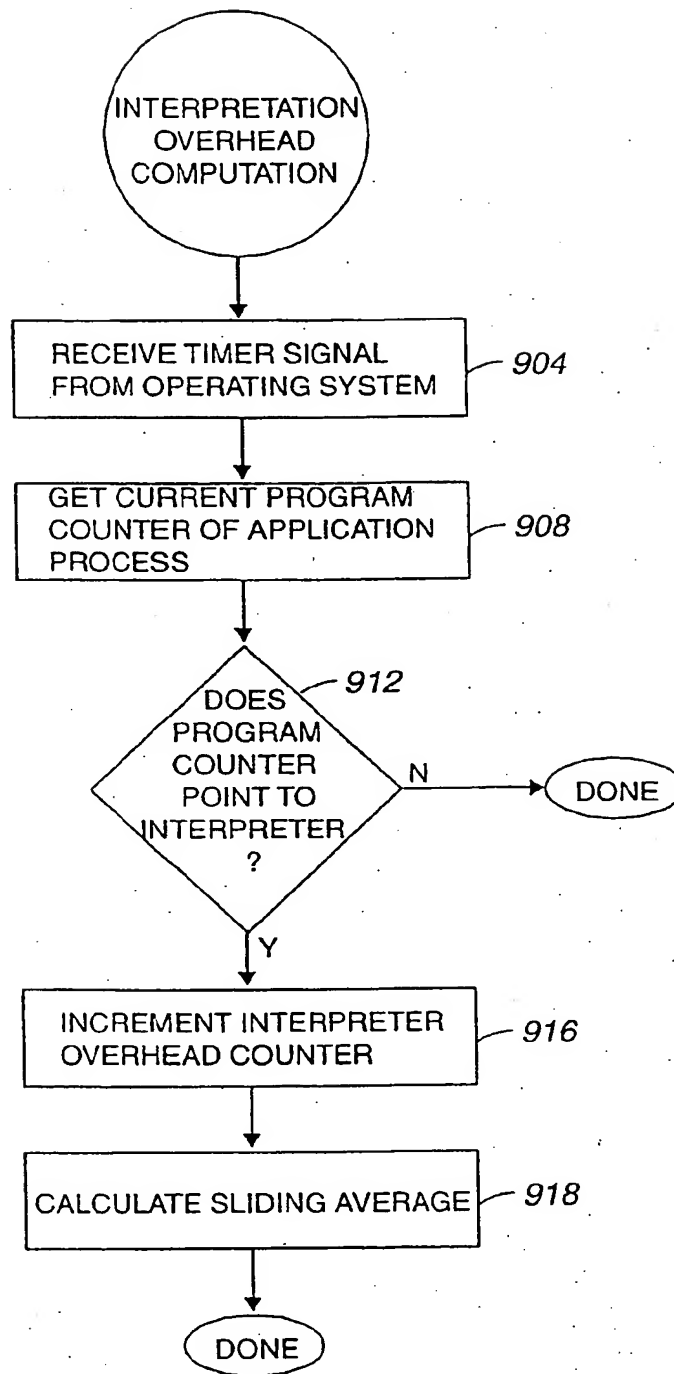 INTERPRETATION
OVERHEAD
COMPUTATION
RECEIVE TIMER SIGNAL
FROM OPERATING SYSTEM
904
GET CURRENT PROGRAM
COUNTER OF APPLICATION
PROCESS
908
912
DOES
PROGRAM
COUNTER
POINT TO
INTERPRETER
?
N
DONE
Y
INCREMENT INTERPRETER
OVERHEAD COUNTER
916
CALCULATE SLIDING AVERAGE
918
DONE